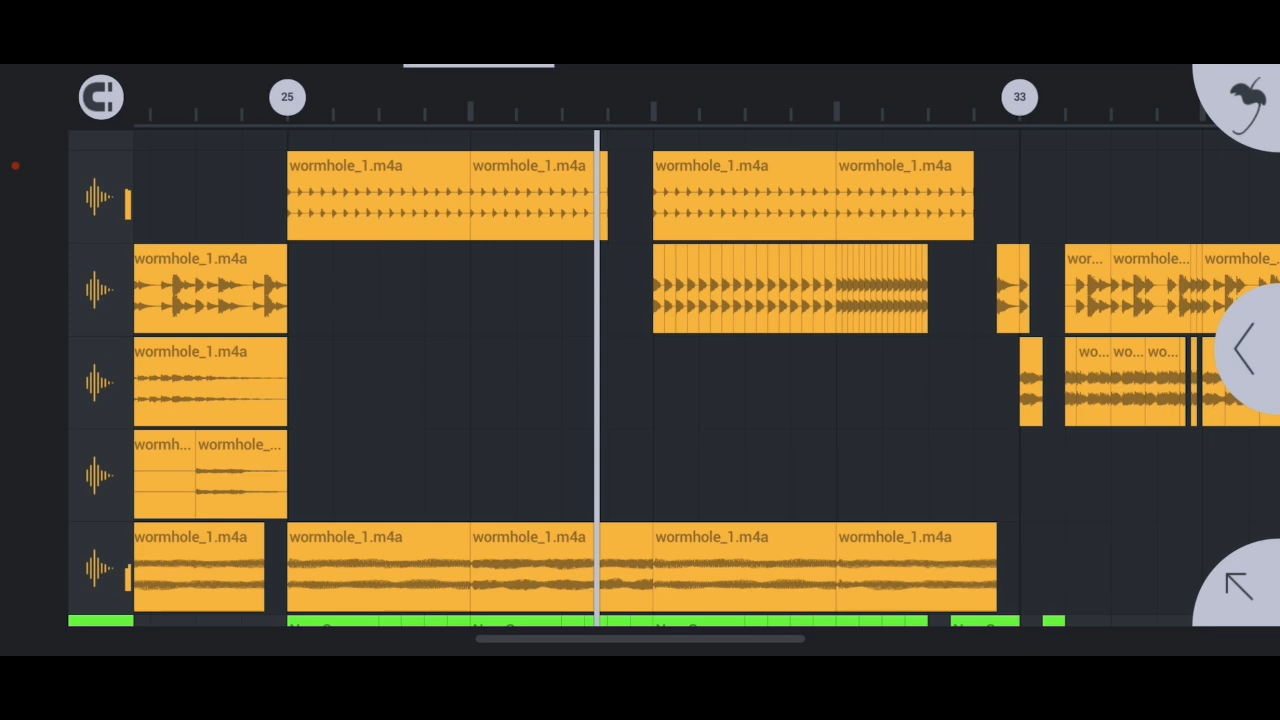 25 33
wormhole_1.m4a wormhole_1.m4a wormhole_1.m4a wormhole_1.m4a
wormhole_1.m4a wor... wormhole... wormhole_
wormhole_1.m4a wo... wo... wo...
wormh... wormhole_...
wormhole_1.m4a wormhole_1.m4a wormhole_1.m4a wormhole_1.m4a wormhole_1.m4a